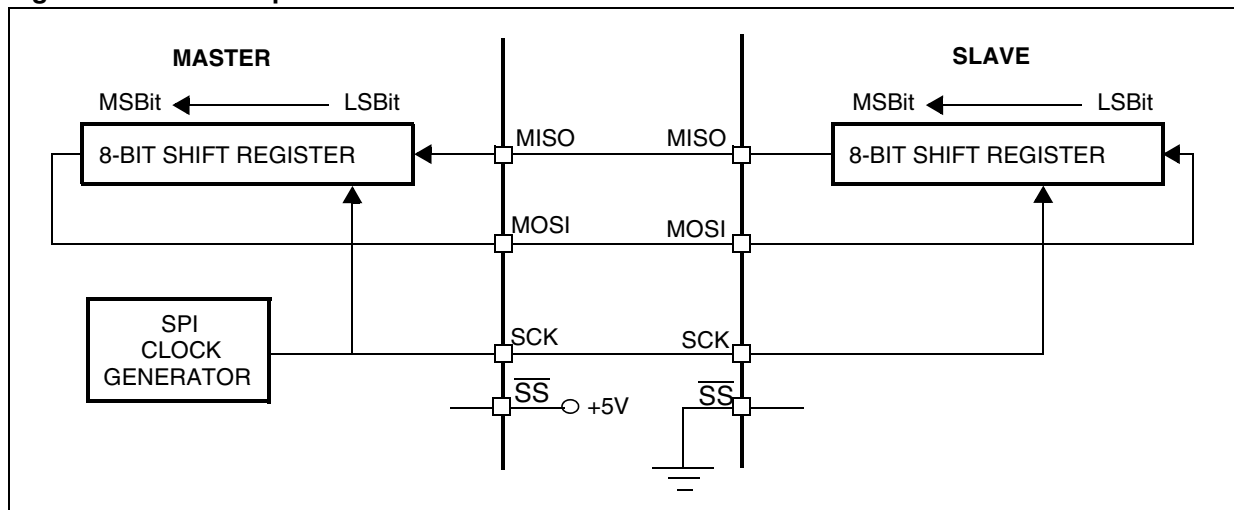 MASTER
SLAVE
MSBit LSBit
MSBit LSBit
8-BIT SHIFT REGISTER
MISO
MISO
8-BIT SHIFT REGISTER
MOSI
MOSI
SPI
CLOCK
GENERATOR
SCK
SCK
SS
+5V
SS